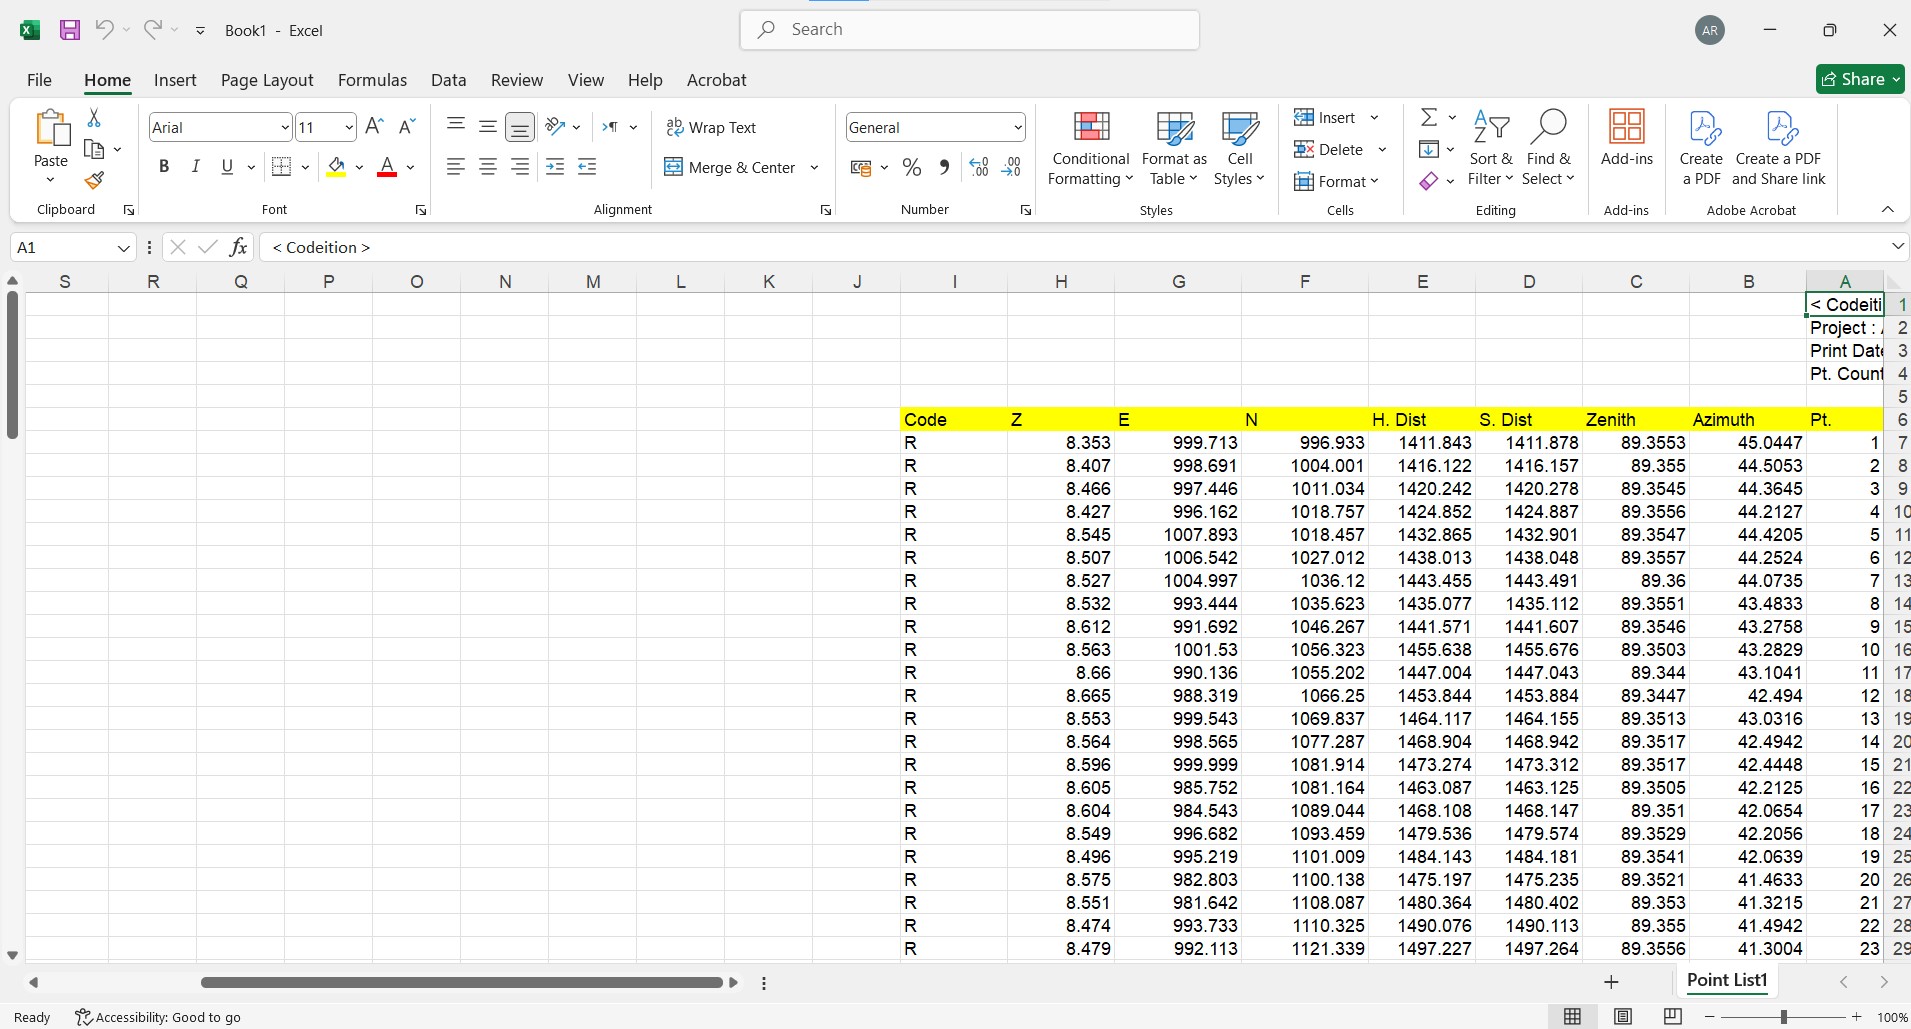 Book1 - Excel
Search
AR
File Home Insert Page Layout Formulas Data Review View Help Acrobat
Share
Paste
Clipboard
Arial 11
B I U
Font
Wrap Text
Merge & Center
Alignment
General
Number
Conditional Formatting
Format as Table
Cell Styles
Styles
Insert
Delete
Format
Cells
Sort & Filter
Find & Select
Editing
Add-ins
Add-ins
Create a PDF
Create a PDF and Share link
Adobe Acrobat
A1 fx < Codeition >
S R Q P O N M L K J I H G F E D C B A
< Codeiti 1
Project : 2
Print Date 3
Pt. Count 4
5
Code Z E N H. Dist S. Dist Zenith Azimuth Pt. 6
R 8.353 999.713 996.933 1411.843 1411.878 89.3553 45.0447 1 7
R 8.407 998.691 1004.001 1416.122 1416.157 89.355 44.5053 2 8
R 8.466 997.446 1011.034 1420.242 1420.278 89.3545 44.3645 3 9
R 8.427 996.162 1018.757 1424.852 1424.887 89.3556 44.2127 4 10
R 8.545 1007.893 1018.457 1432.865 1432.901 89.3547 44.4205 5 11
R 8.507 1006.542 1027.012 1438.013 1438.048 89.3557 44.2524 6 12
R 8.527 1004.997 1036.12 1443.455 1443.491 89.36 44.0735 7 13
R 8.532 993.444 1035.623 1435.077 1435.112 89.3551 43.4833 8 14
R 8.612 991.692 1046.267 1441.571 1441.607 89.3546 43.2758 9 15
R 8.563 1001.53 1056.323 1455.638 1455.676 89.3503 43.2829 10 16
R 8.66 990.136 1055.202 1447.004 1447.043 89.344 43.1041 11 17
R 8.665 988.319 1066.25 1453.844 1453.884 89.3447 42.494 12 18
R 8.553 999.543 1069.837 1464.117 1464.155 89.3513 43.0316 13 19
R 8.564 998.565 1077.287 1468.904 1468.942 89.3517 42.4942 14 20
R 8.596 999.999 1081.914 1473.274 1473.312 89.3517 42.4448 15 21
R 8.605 985.752 1081.164 1463.087 1463.125 89.3505 42.2125 16 22
R 8.604 984.543 1089.044 1468.108 1468.147 89.351 42.0654 17 23
R 8.549 996.682 1093.459 1479.536 1479.574 89.3529 42.2056 18 24
R 8.496 995.219 1101.009 1484.143 1484.181 89.3541 42.0639 19 25
R 8.575 982.803 1100.138 1475.197 1475.235 89.3521 41.4633 20 26
R 8.551 981.642 1108.087 1480.364 1480.402 89.353 41.3215 21 27
R 8.474 993.733 1110.325 1490.076 1490.113 89.355 41.4942 22 28
R 8.479 992.113 1121.339 1497.227 1497.264 89.3556 41.3004 23 29
Point List1
Ready Accessibility: Good to go 100%